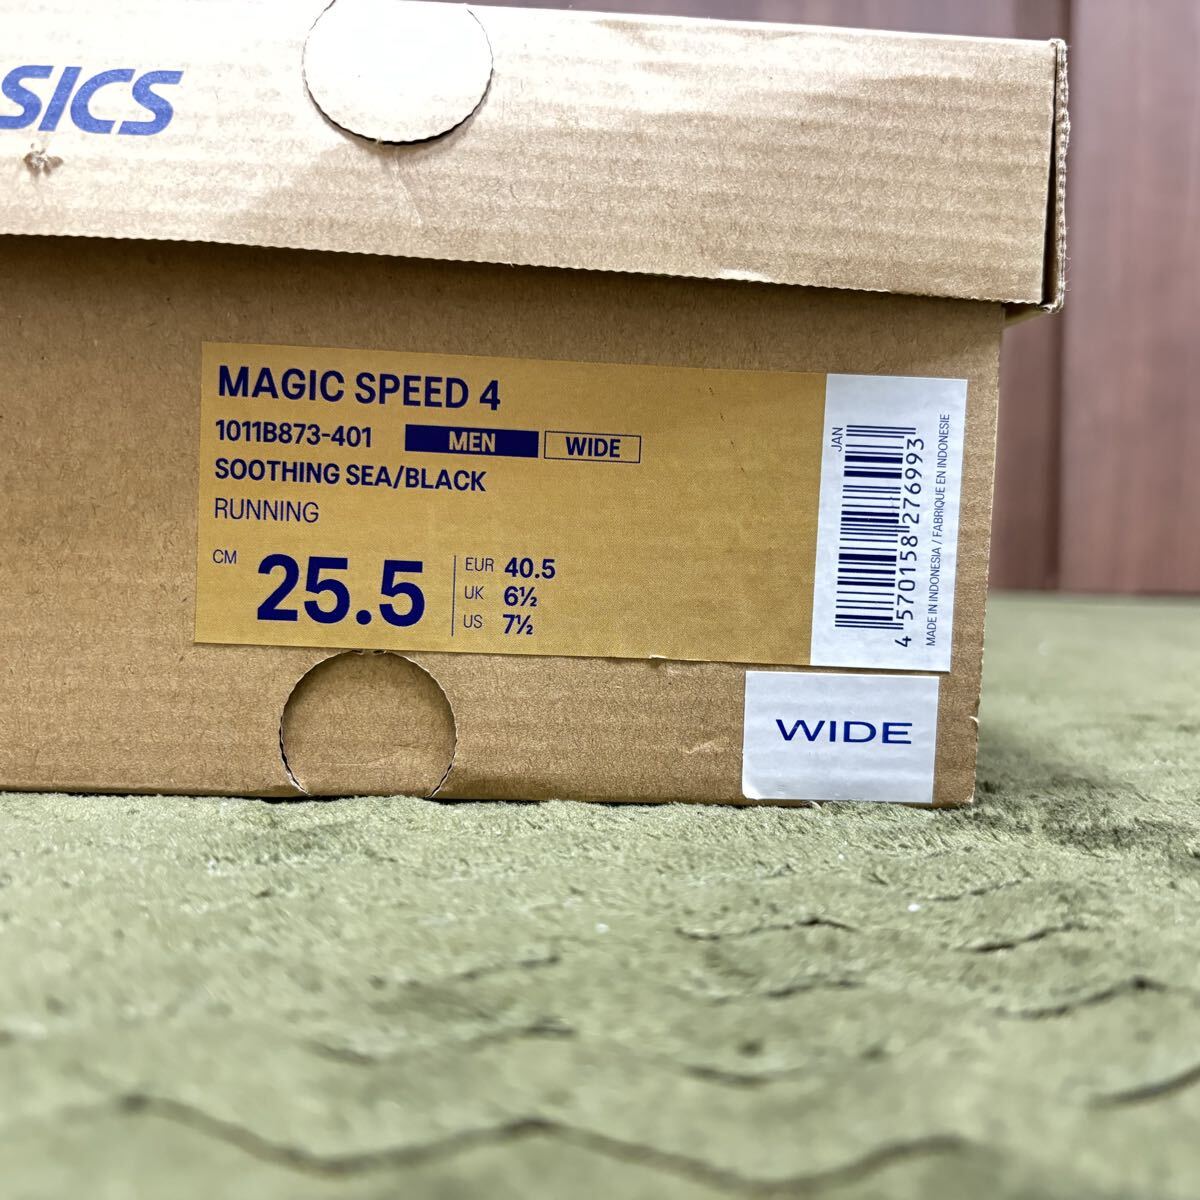 SICS
MAGIC SPEED 4
1011B873-401 MEN WIDE
SOOTHING SEA/BLACK
RUNNING
CM 25.5
EUR 40.5
UK 6½
US 7½
JAN
4 570158 276993
MADE IN INDONESIA / FABRIQUE EN INDONESIE
WIDE